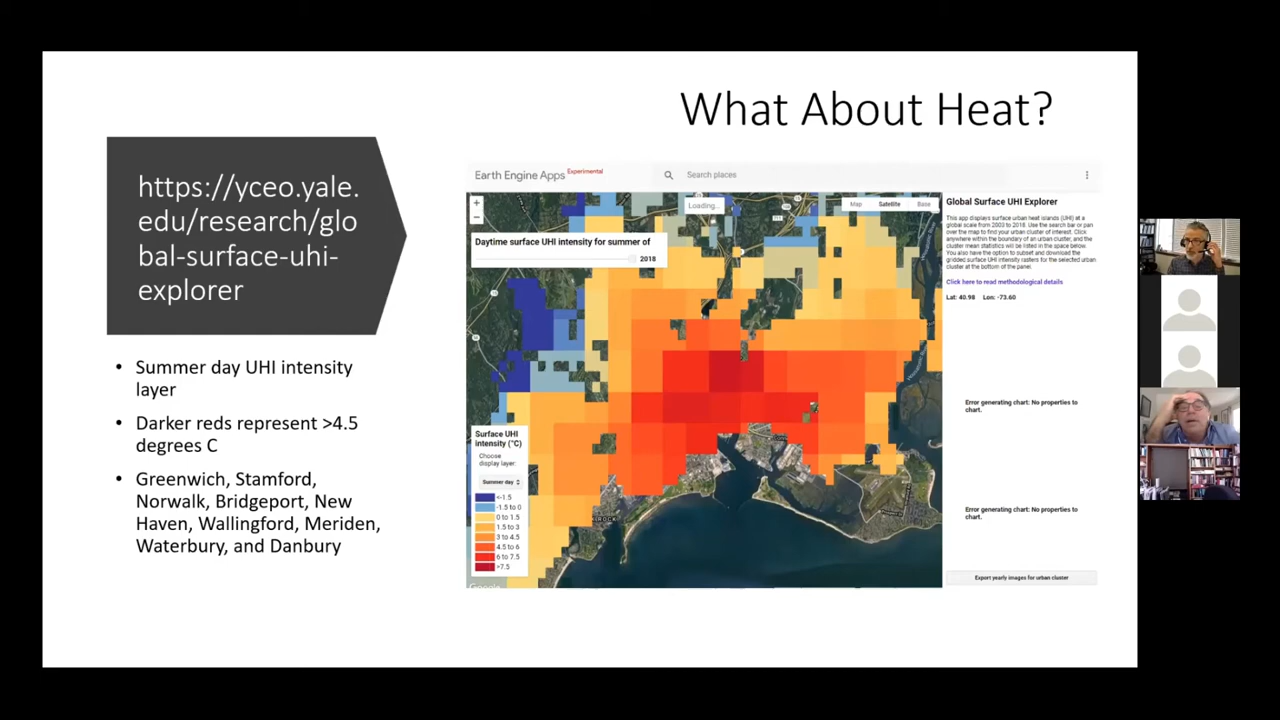 What About Heat?
https://yceo.yale.
edu/research/glo
bal-surface-uhi-
explorer
• Summer day UHI intensity
layer
• Darker reds represent >4.5
degrees C
• Greenwich, Stamford,
Norwalk, Bridgeport, New
Haven, Wallingford, Meriden,
Waterbury, and Danbury
Earth Engine Apps Experimental
Search places
+
−
Loading...
Map Satellite Base
Daytime surface UHI intensity for summer of
2018
Surface UHI
intensity (°C)
Choose
display layer:
Summer day
<-1.5
-1.5 to 0
0 to 1.5
1.5 to 3
3 to 4.5
4.5 to 6
6 to 7.5
>7.5
Google
Global Surface UHI Explorer
This app displays surface urban heat islands (UHI) at
a global scale from 2003 to 2018. Use the search bar or pan
over the map to find your urban cluster of interest. Click
anywhere within the boundary of an urban cluster, and the
cluster mean statistics will be listed in the space below.
You also have the option to subset and download the
gridded surface UHI intensity rasters for the selected urban
cluster at the bottom of the panel.
Click here to read methodological details
Lat: 40.98 Lon: -73.60
Error generating chart: No properties to
chart.
Error generating chart: No properties to
chart.
Export yearly images for urban cluster